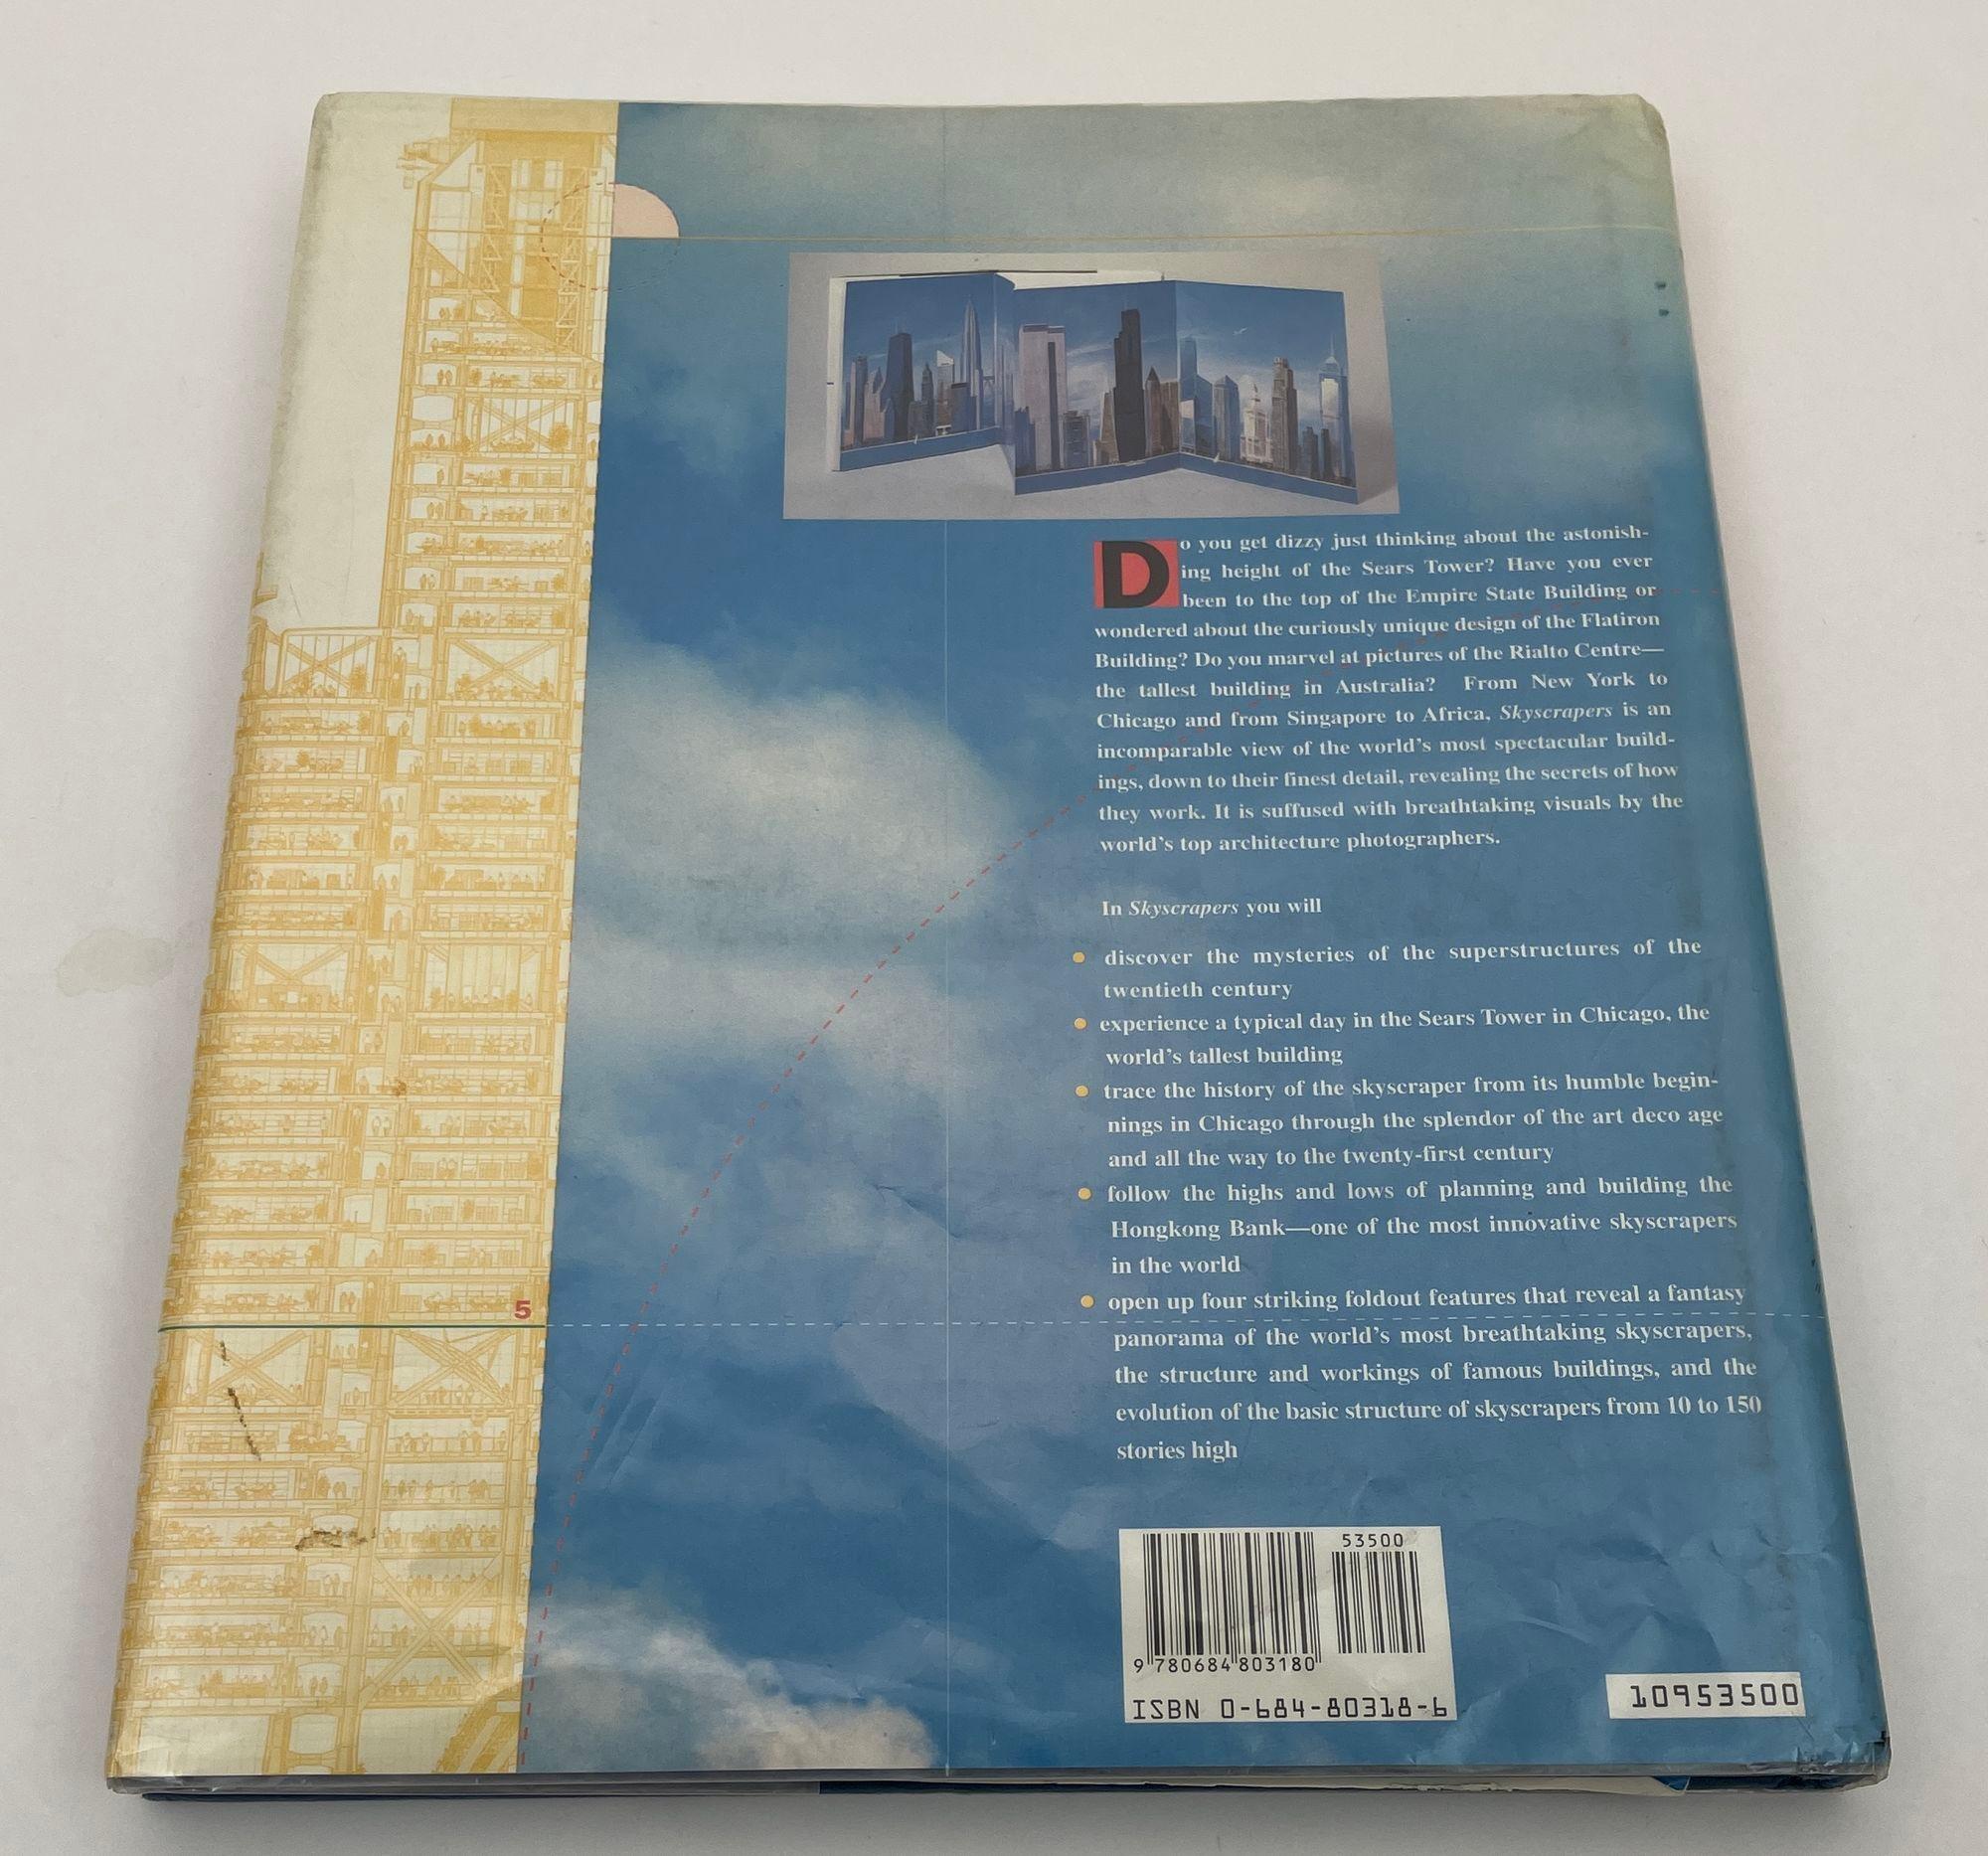 Do you get dizzy just thinking about the astonish-
ing height of the Sears Tower? Have you ever
been to the top of the Empire State Building or
wondered about the curiously unique design of the Flatiron
Building? Do you marvel at pictures of the Rialto Centre—
the tallest building in Australia? From New York to
Chicago and from Singapore to Africa, Skyscrapers is an
incomparable view of the world's most spectacular build-
ings, down to their finest detail, revealing the secrets of how
they work. It is suffused with breathtaking visuals by the
world's top architecture photographers.
In Skyscrapers you will
• discover the mysteries of the superstructures of the
twentieth century
• experience a typical day in the Sears Tower in Chicago, the
world's tallest building
• trace the history of the skyscraper from its humble begin-
nings in Chicago through the splendor of the art deco age
and all the way to the twenty-first century
• follow the highs and lows of planning and building the
Hongkong Bank—one of the most innovative skyscrapers
in the world
• open up four striking foldout features that reveal a fantasy
panorama of the world's most breathtaking skyscrapers,
the structure and workings of famous buildings, and the
evolution of the basic structure of skyscrapers from 10 to 150
stories high
5
53500
9 780684 803180
ISBN 0-684-80318-6
10953500